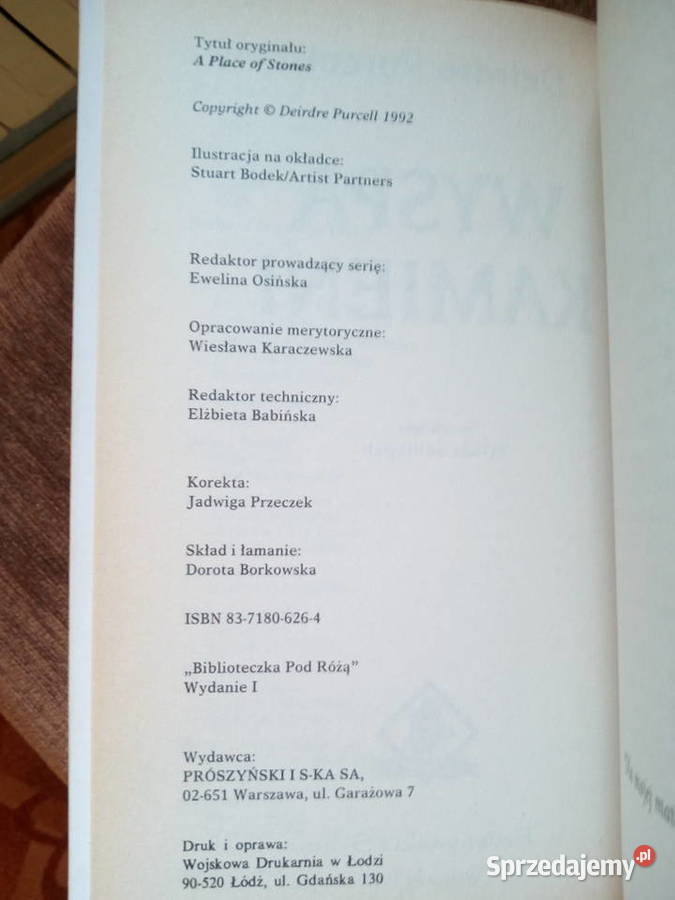 Tytuł oryginału:
A Place of Stones
Copyright © Deirdre Purcell 1992
Ilustracja na okładce:
Stuart Bodek/Artist Partners
Redaktor prowadzący serię:
Ewelina Osińska
Opracowanie merytoryczne:
Wiesława Karaczewska
Redaktor techniczny:
Elżbieta Babińska
Korekta:
Jadwiga Przeczek
Skład i łamanie:
Dorota Borkowska
ISBN 83-7180-626-4
„Biblioteczka Pod Różą”
Wydanie I
Wydawca:
PRÓSZYŃSKI I S-KA SA,
02-651 Warszawa, ul. Garażowa 7
Druk i oprawa:
Wojskowa Drukarnia w Łodzi
90-520 Łódź, ul. Gdańska 130
Sprzedajemy.pl